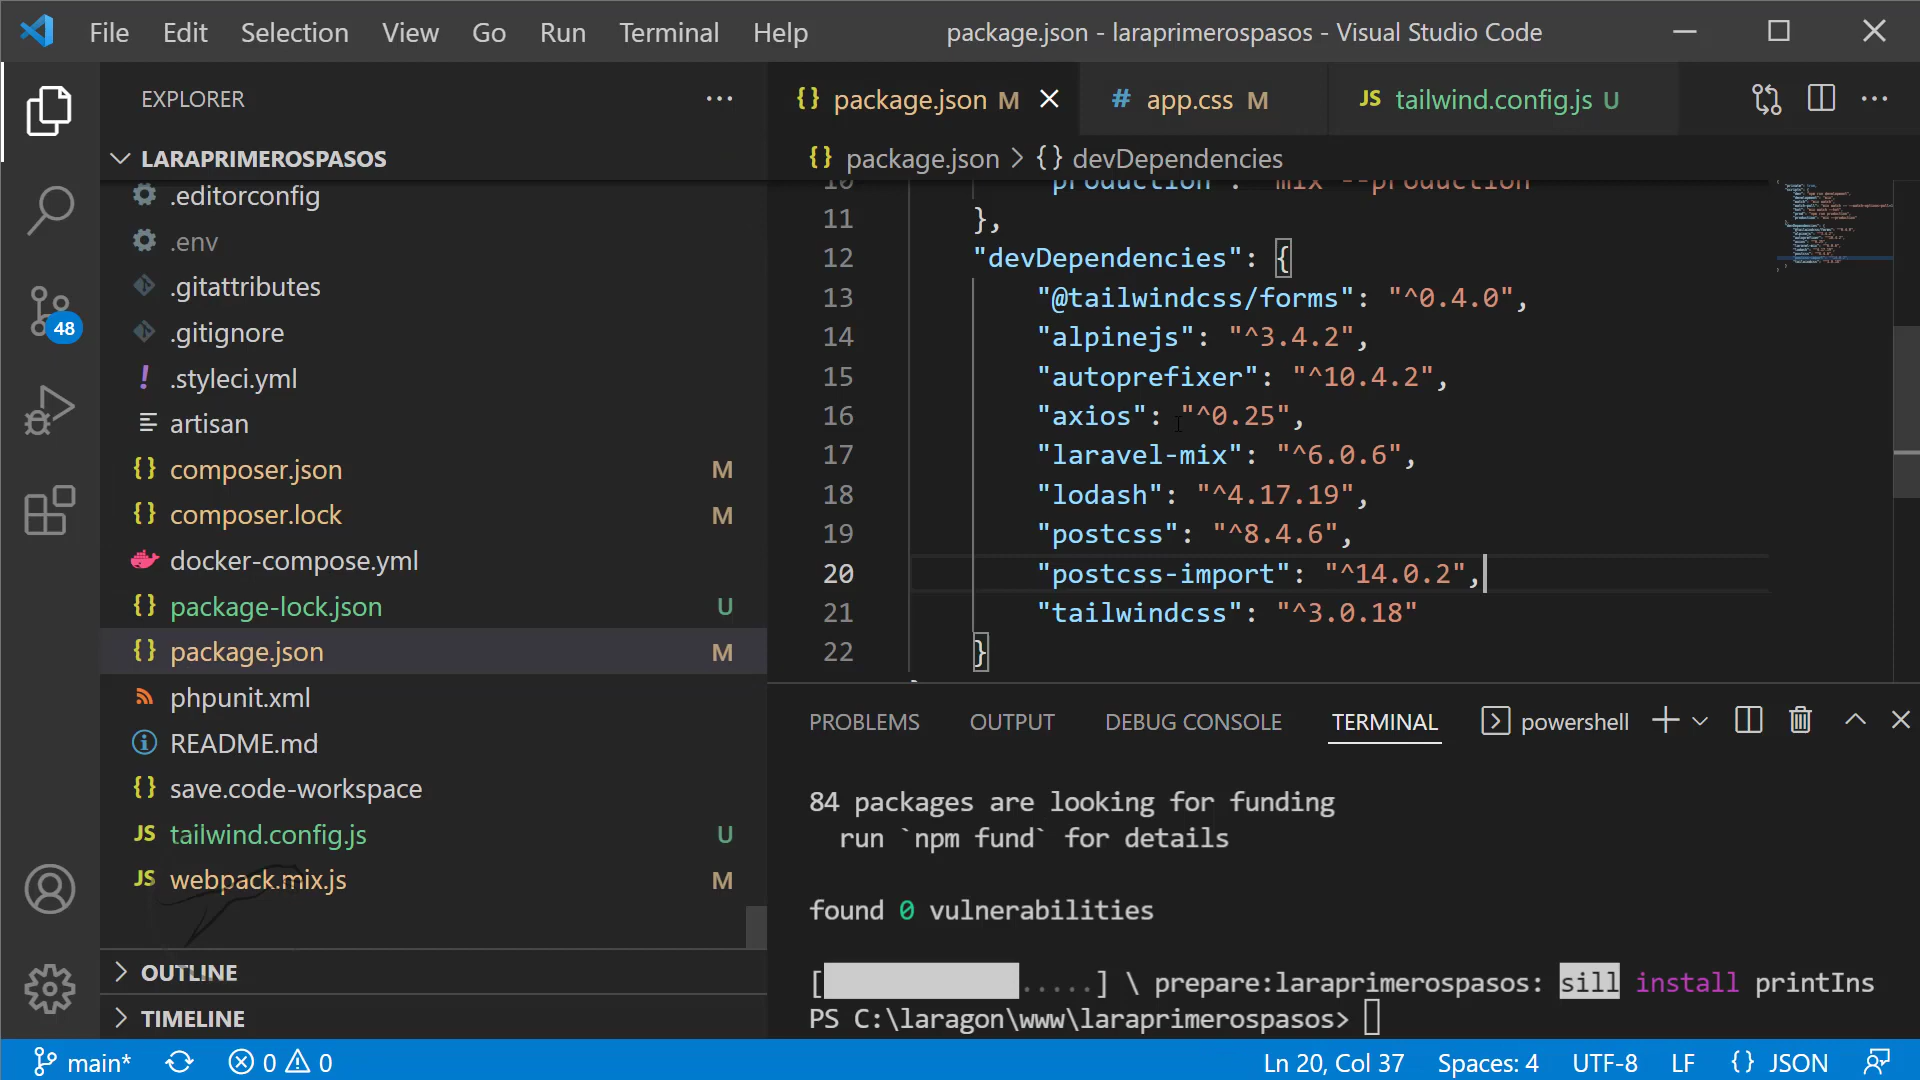 File Edit Selection View Go Run Terminal Help package.json - laraprimerospasos - Visual Studio Code
EXPLORER
LARAPRIMEROSPASOS
.editorconfig
.env
.gitattributes
.gitignore
! .styleci.yml
artisan
{} composer.json M
{} composer.lock M
docker-compose.yml
{} package-lock.json U
{} package.json M
phpunit.xml
README.md
{} save.code-workspace
JS tailwind.config.js U
JS webpack.mix.js M
OUTLINE
TIMELINE
48
{} package.json M # app.css M JS tailwind.config.js U
{} package.json > {} devDependencies
10 "production": "mix --production"
11 },
12 "devDependencies": {
13 "@tailwindcss/forms": "^0.4.0",
14 "alpinejs": "^3.4.2",
15 "autoprefixer": "^10.4.2",
16 "axios": "^0.25",
17 "laravel-mix": "^6.0.6",
18 "lodash": "^4.17.19",
19 "postcss": "^8.4.6",
20 "postcss-import": "^14.0.2",
21 "tailwindcss": "^3.0.18"
22 }
PROBLEMS OUTPUT DEBUG CONSOLE TERMINAL powershell
84 packages are looking for funding
run `npm fund` for details
found 0 vulnerabilities
[.....] \ prepare:laraprimerospasos: sill install printIns
PS C:\laragon\www\laraprimerospasos>
main* 0 0 Ln 20, Col 37 Spaces: 4 UTF-8 LF {} JSON